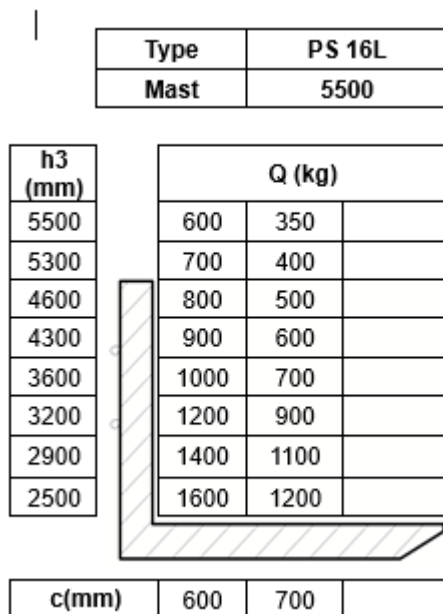 Type PS 16L
Mast 5500
h3 (mm) Q (kg)
5500 600 350
5300 700 400
4600 800 500
4300 900 600
3600 1000 700
3200 1200 900
2900 1400 1100
2500 1600 1200
c(mm) 600 700